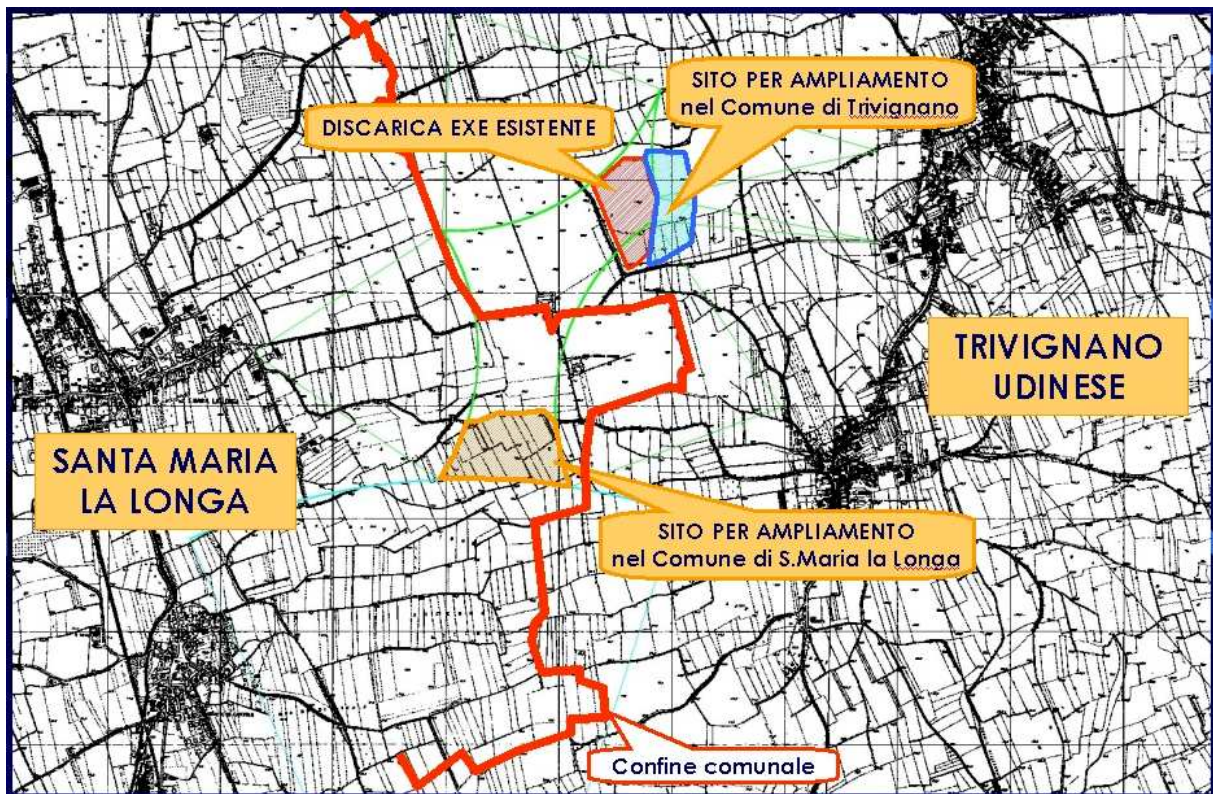 SITO PER AMPLIAMENTO
nel Comune di Trivignano
DISCARICA EXE ESISTENTE
TRIVIGNANO
UDINESE
SANTA MARIA
LA LONGA
SITO PER AMPLIAMENTO
nel Comune di S.Maria la Longa
Confine comunale